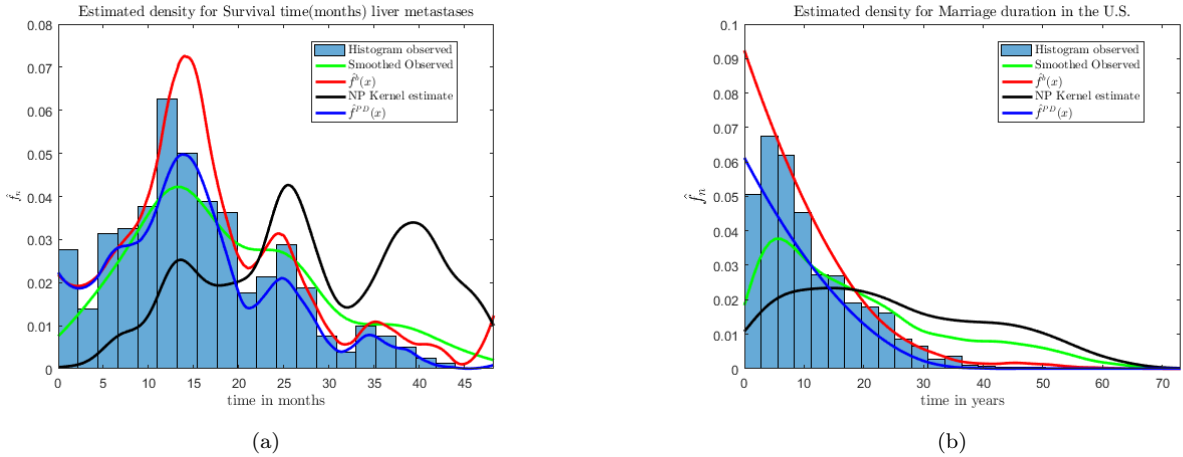 Estimated density for Survival time(months) liver metastases
0.08
0.07
0.06
0.05
0.04
0.03
0.02
0.01
0
f̂ₙ
Histogram observed
Smoothed Observed
f̂ᵇ(x)
NP Kernel estimate
f̂ᴾᴰ(x)
0 5 10 15 20 25 30 35 40 45
time in months
(a)
Estimated density for Marriage duration in the U.S.
0.1
0.09
0.08
0.07
0.06
0.05
0.04
0.03
0.02
0.01
0
f̂ₙ
Histogram observed
Smoothed Observed
f̂ᵇ(x)
NP Kernel estimate
f̂ᴾᴰ(x)
0 10 20 30 40 50 60 70
time in years
(b)